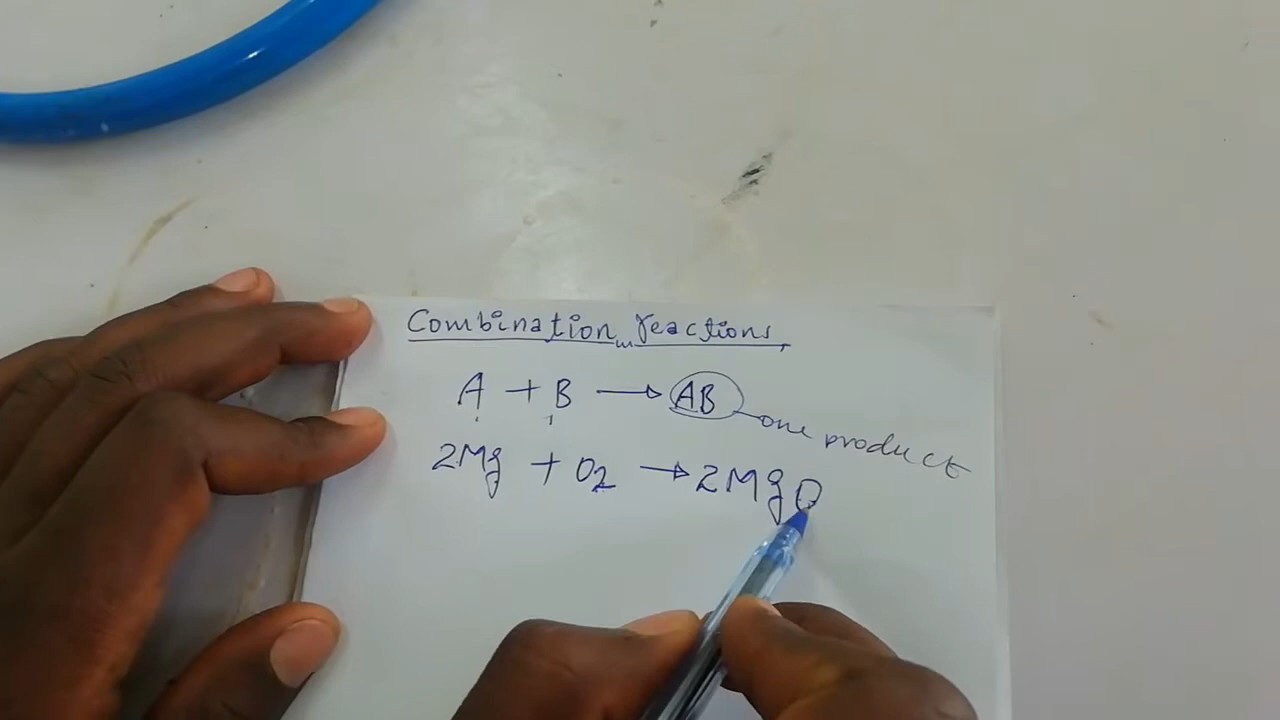 Combination reactions
A + B → AB one product
2Mg + O2 → 2MgO